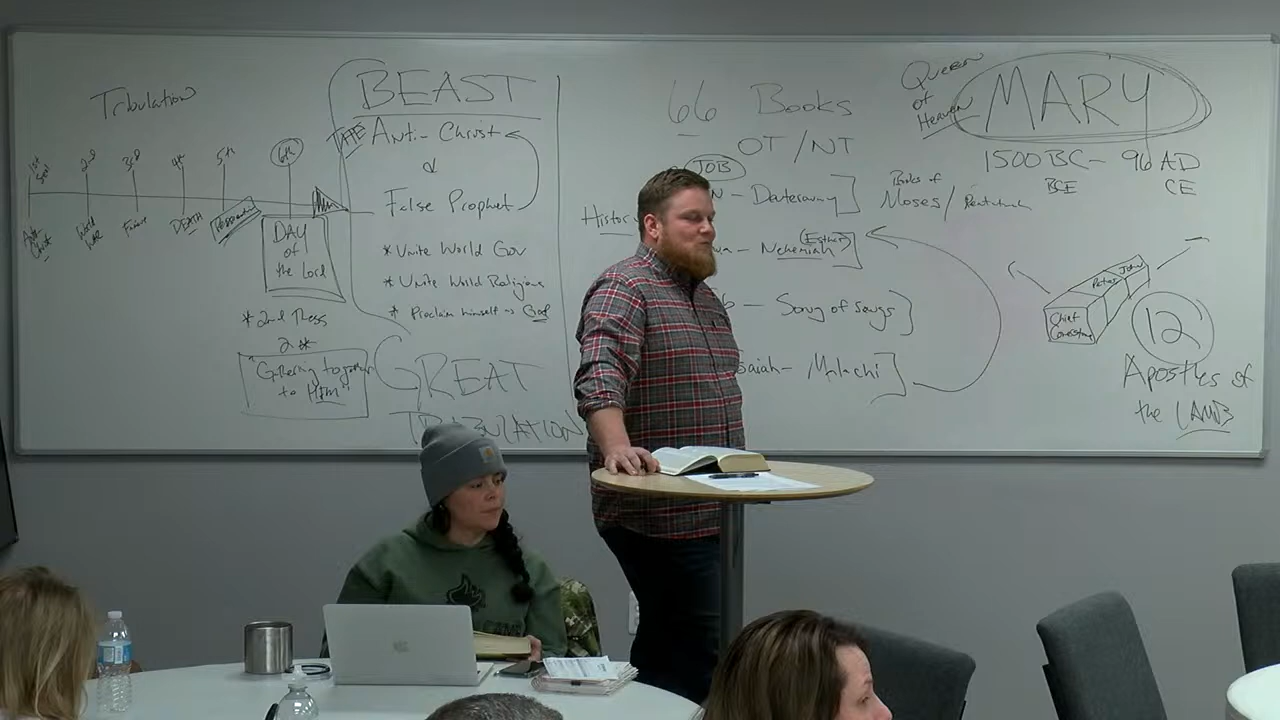 Tribulation
1st Seal
2nd
3rd
4th
5th
6th
Anti Christ
World War
Famine
DEATH
DAY
of
the Lord
* 2nd Thess
2
"Gathering together
to Him"
BEAST
THE Anti-Christ
&
False Prophet
* Unite World Gov
* Unite World Religions
* Proclaim himself as God
GREAT
TRIBULATION
66 Books
OT / NT
JOB
- Deuteronomy
History
- Nehemiah (Esther)
- Song of Songs
saiah - Malachi
Queen
of
Heaven
MARY
1500 BC - 96 AD
BCE CE
Books of
Moses / Pentateuch
Chief
Cornerstone
Peter
John
12
Apostles of
the LAMB